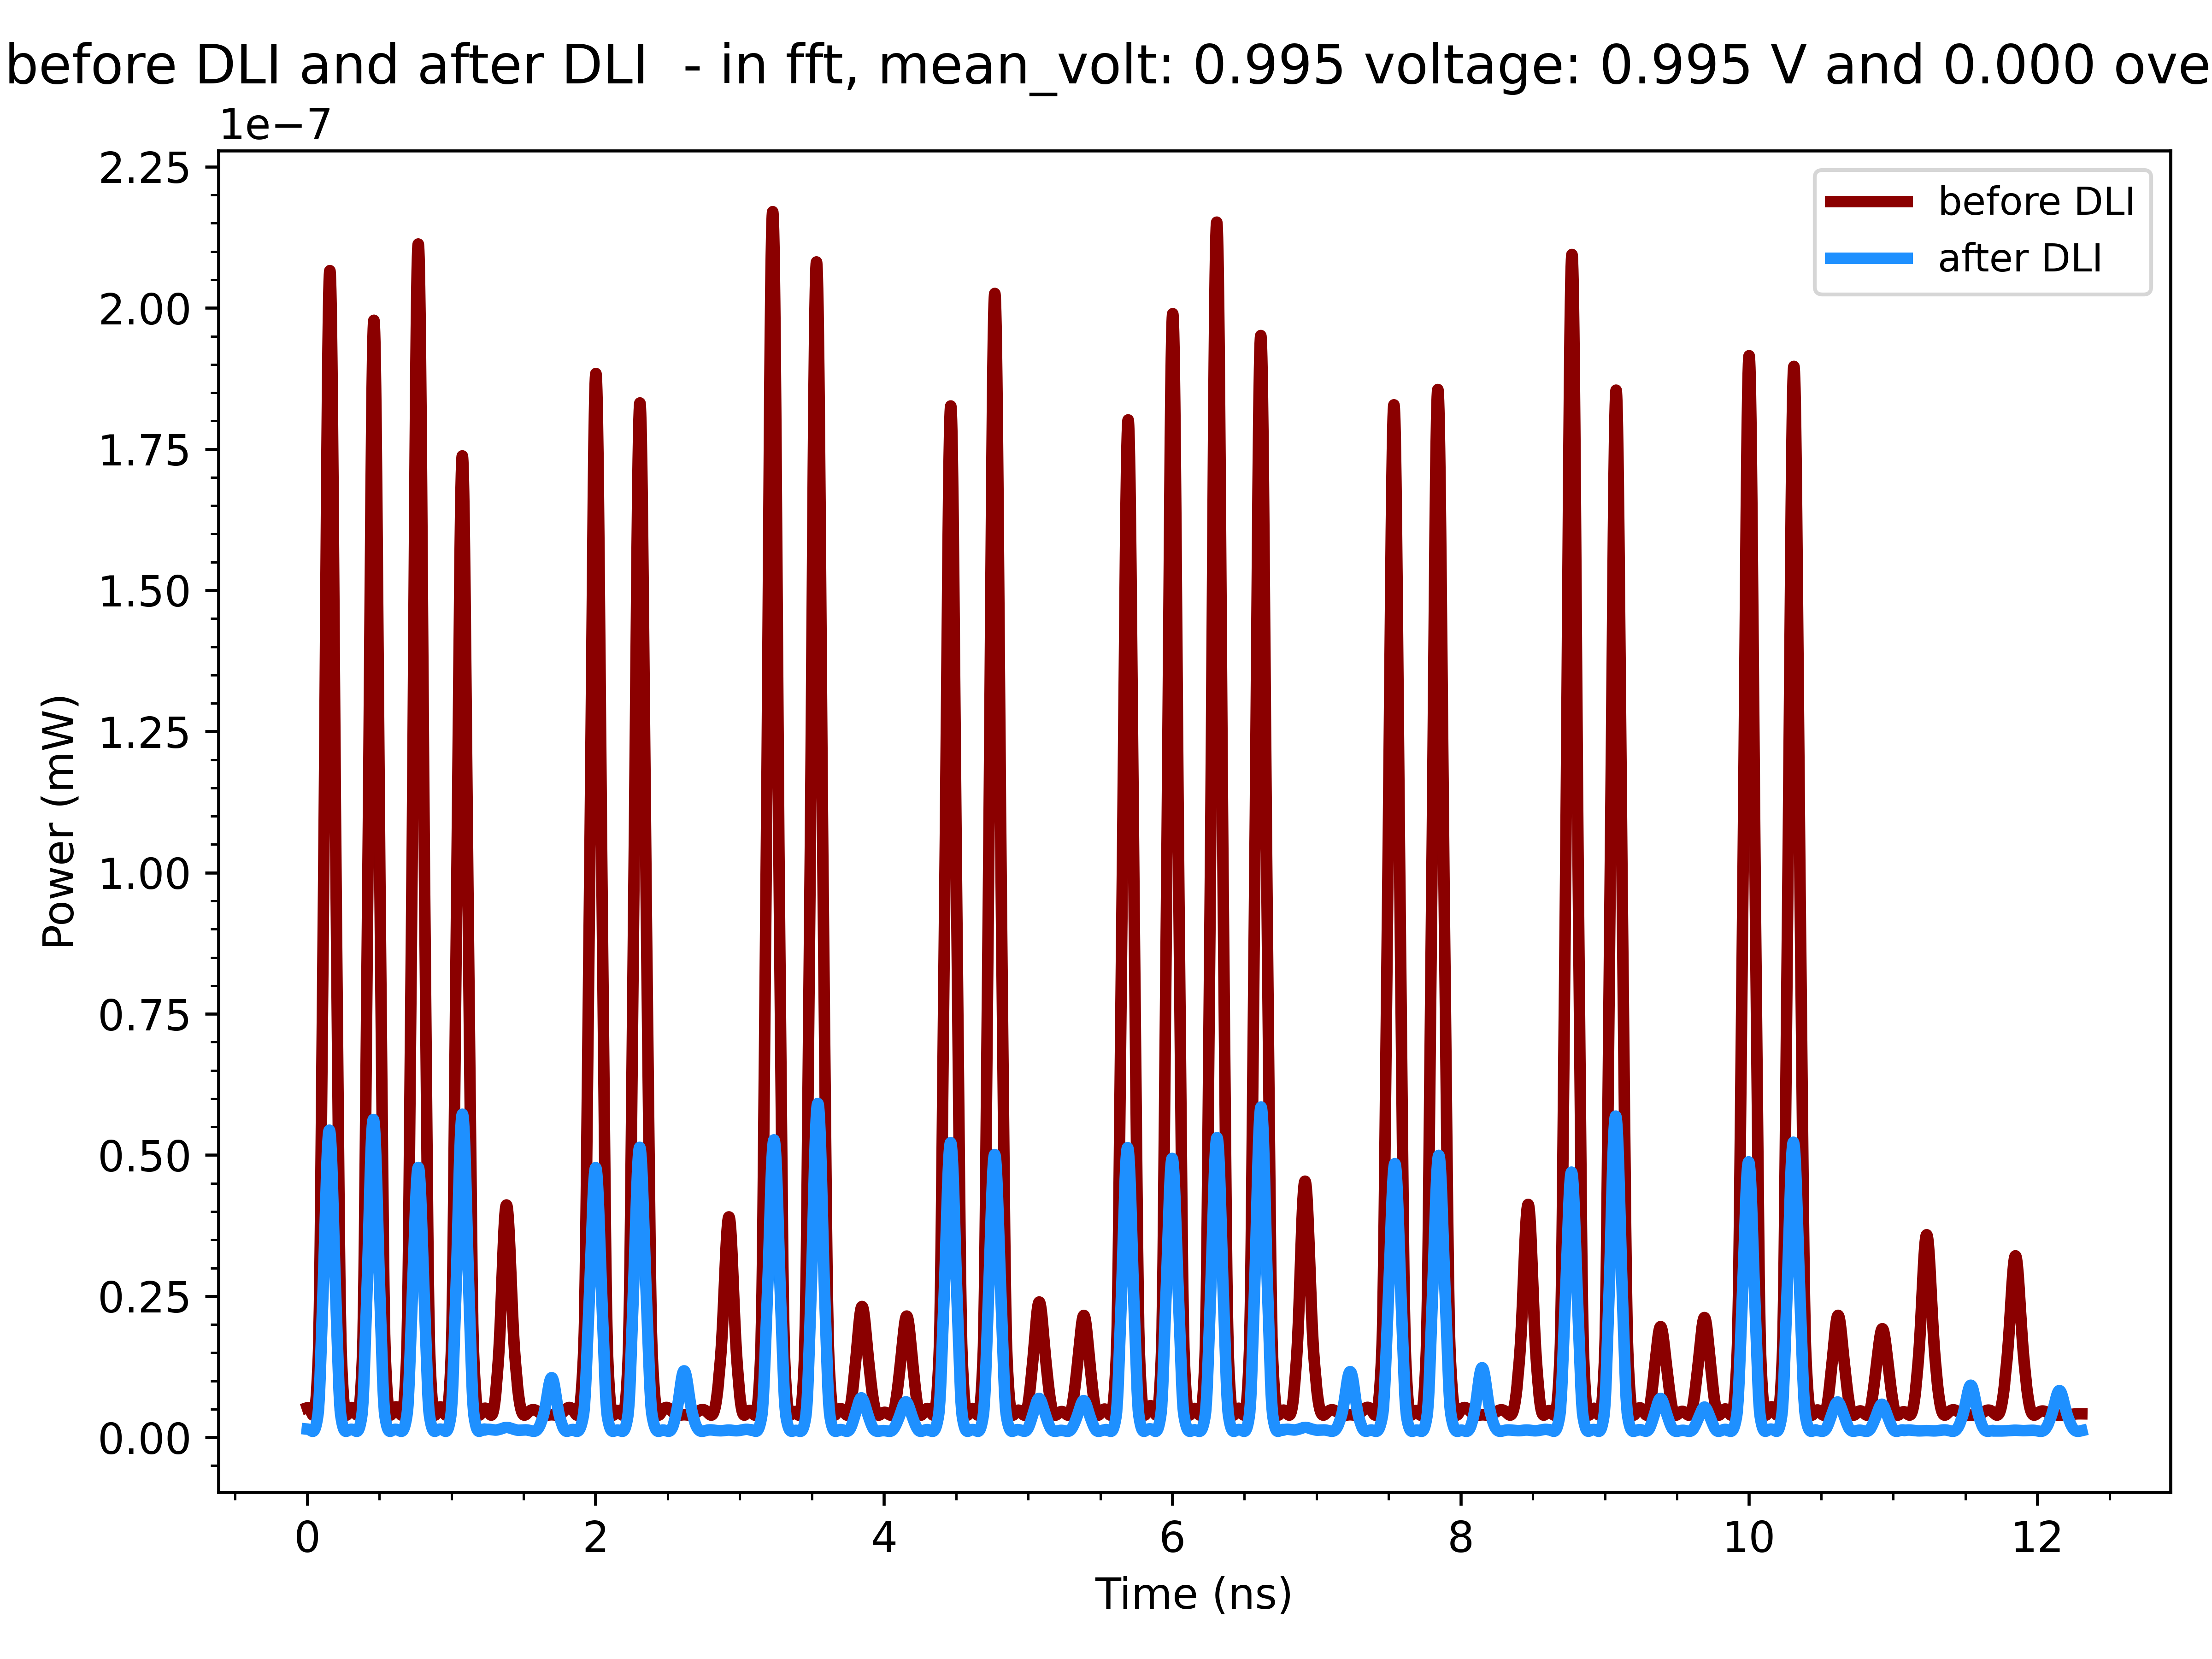 before DLI and after DLI - in fft, mean_volt: 0.995 voltage: 0.995 V and 0.000 ove
1e−7
2.25
2.00
1.75
1.50
1.25
1.00
0.75
0.50
0.25
0.00
Power (mW)
before DLI
after DLI
0 2 4 6 8 10 12
Time (ns)